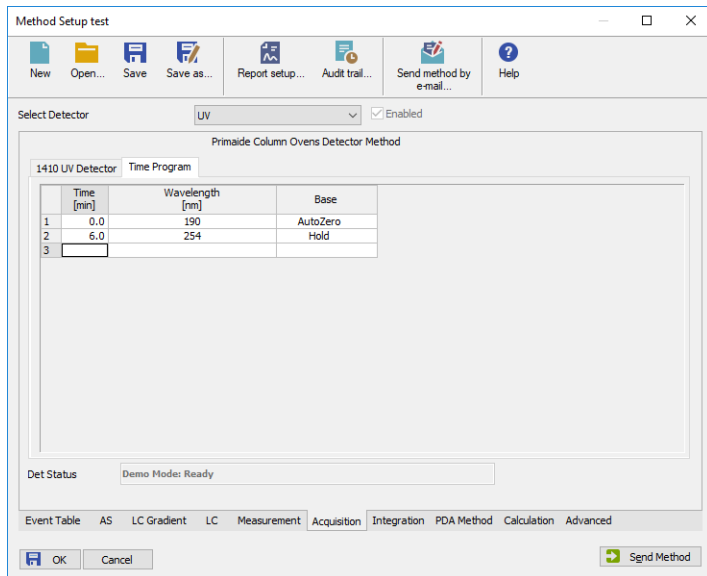 Method Setup test
New
Open...
Save
Save as...
Report setup...
Audit trail...
Send method by
e-mail...
Help
Select Detector
UV
Enabled
Primaide Column Ovens Detector Method
1410 UV Detector
Time Program
Time
[min]
Wavelength
[nm]
Base
1 0.0 190 AutoZero
2 6.0 254 Hold
3
Det Status
Demo Mode: Ready
Event Table AS LC Gradient LC Measurement Acquisition Integration PDA Method Calculation Advanced
OK
Cancel
Send Method